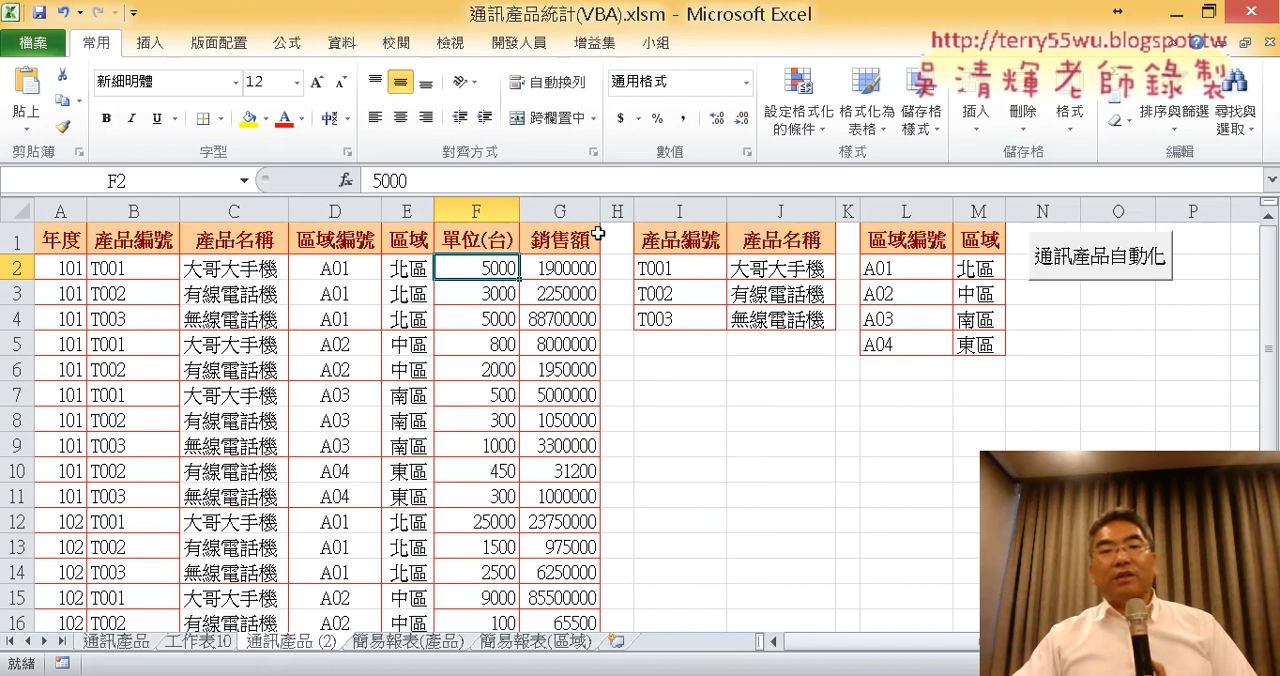 通訊產品統計(VBA).xlsm - Microsoft Excel
http://terry55wu.blogspot.tw
吳清輝老師錄製
檔案 常用 插入 版面配置 公式 資料 校閱 檢視 開發人員 增益集 小組
貼上 新細明體 12 自動換列 通用格式 設定格式化的條件 格式化為表格 儲存格樣式 插入 刪除 格式 排序與篩選 尋找與選取
B I U A 跨欄置中 $ % ,
剪貼簿 字型 對齊方式 數值 樣式 儲存格 編輯
F2 fx 5000
A B C D E F G H I J K L M N O P
1 年度 產品編號 產品名稱 區域編號 區域 單位(台) 銷售額 產品編號 產品名稱 區域編號 區域 通訊產品自動化
2 101 T001 大哥大手機 A01 北區 5000 1900000 T001 大哥大手機 A01 北區
3 101 T002 有線電話機 A01 北區 3000 2250000 T002 有線電話機 A02 中區
4 101 T003 無線電話機 A01 北區 5000 88700000 T003 無線電話機 A03 南區
5 101 T001 大哥大手機 A02 中區 800 8000000 A04 東區
6 101 T002 有線電話機 A02 中區 2000 1950000
7 101 T001 大哥大手機 A03 南區 500 5000000
8 101 T002 有線電話機 A03 南區 300 1050000
9 101 T003 無線電話機 A03 南區 1000 3300000
10 101 T002 有線電話機 A04 東區 450 31200
11 101 T003 無線電話機 A04 東區 300 1000000
12 102 T001 大哥大手機 A01 北區 25000 23750000
13 102 T002 有線電話機 A01 北區 1500 975000
14 102 T003 無線電話機 A01 北區 2500 6250000
15 102 T001 大哥大手機 A02 中區 9000 85500000
16 102 T002 有線電話機 A02 中區 100 65500
通訊產品 工作表10 通訊產品 (2) 簡易報表(產品) 簡易報表(區域)
就緒